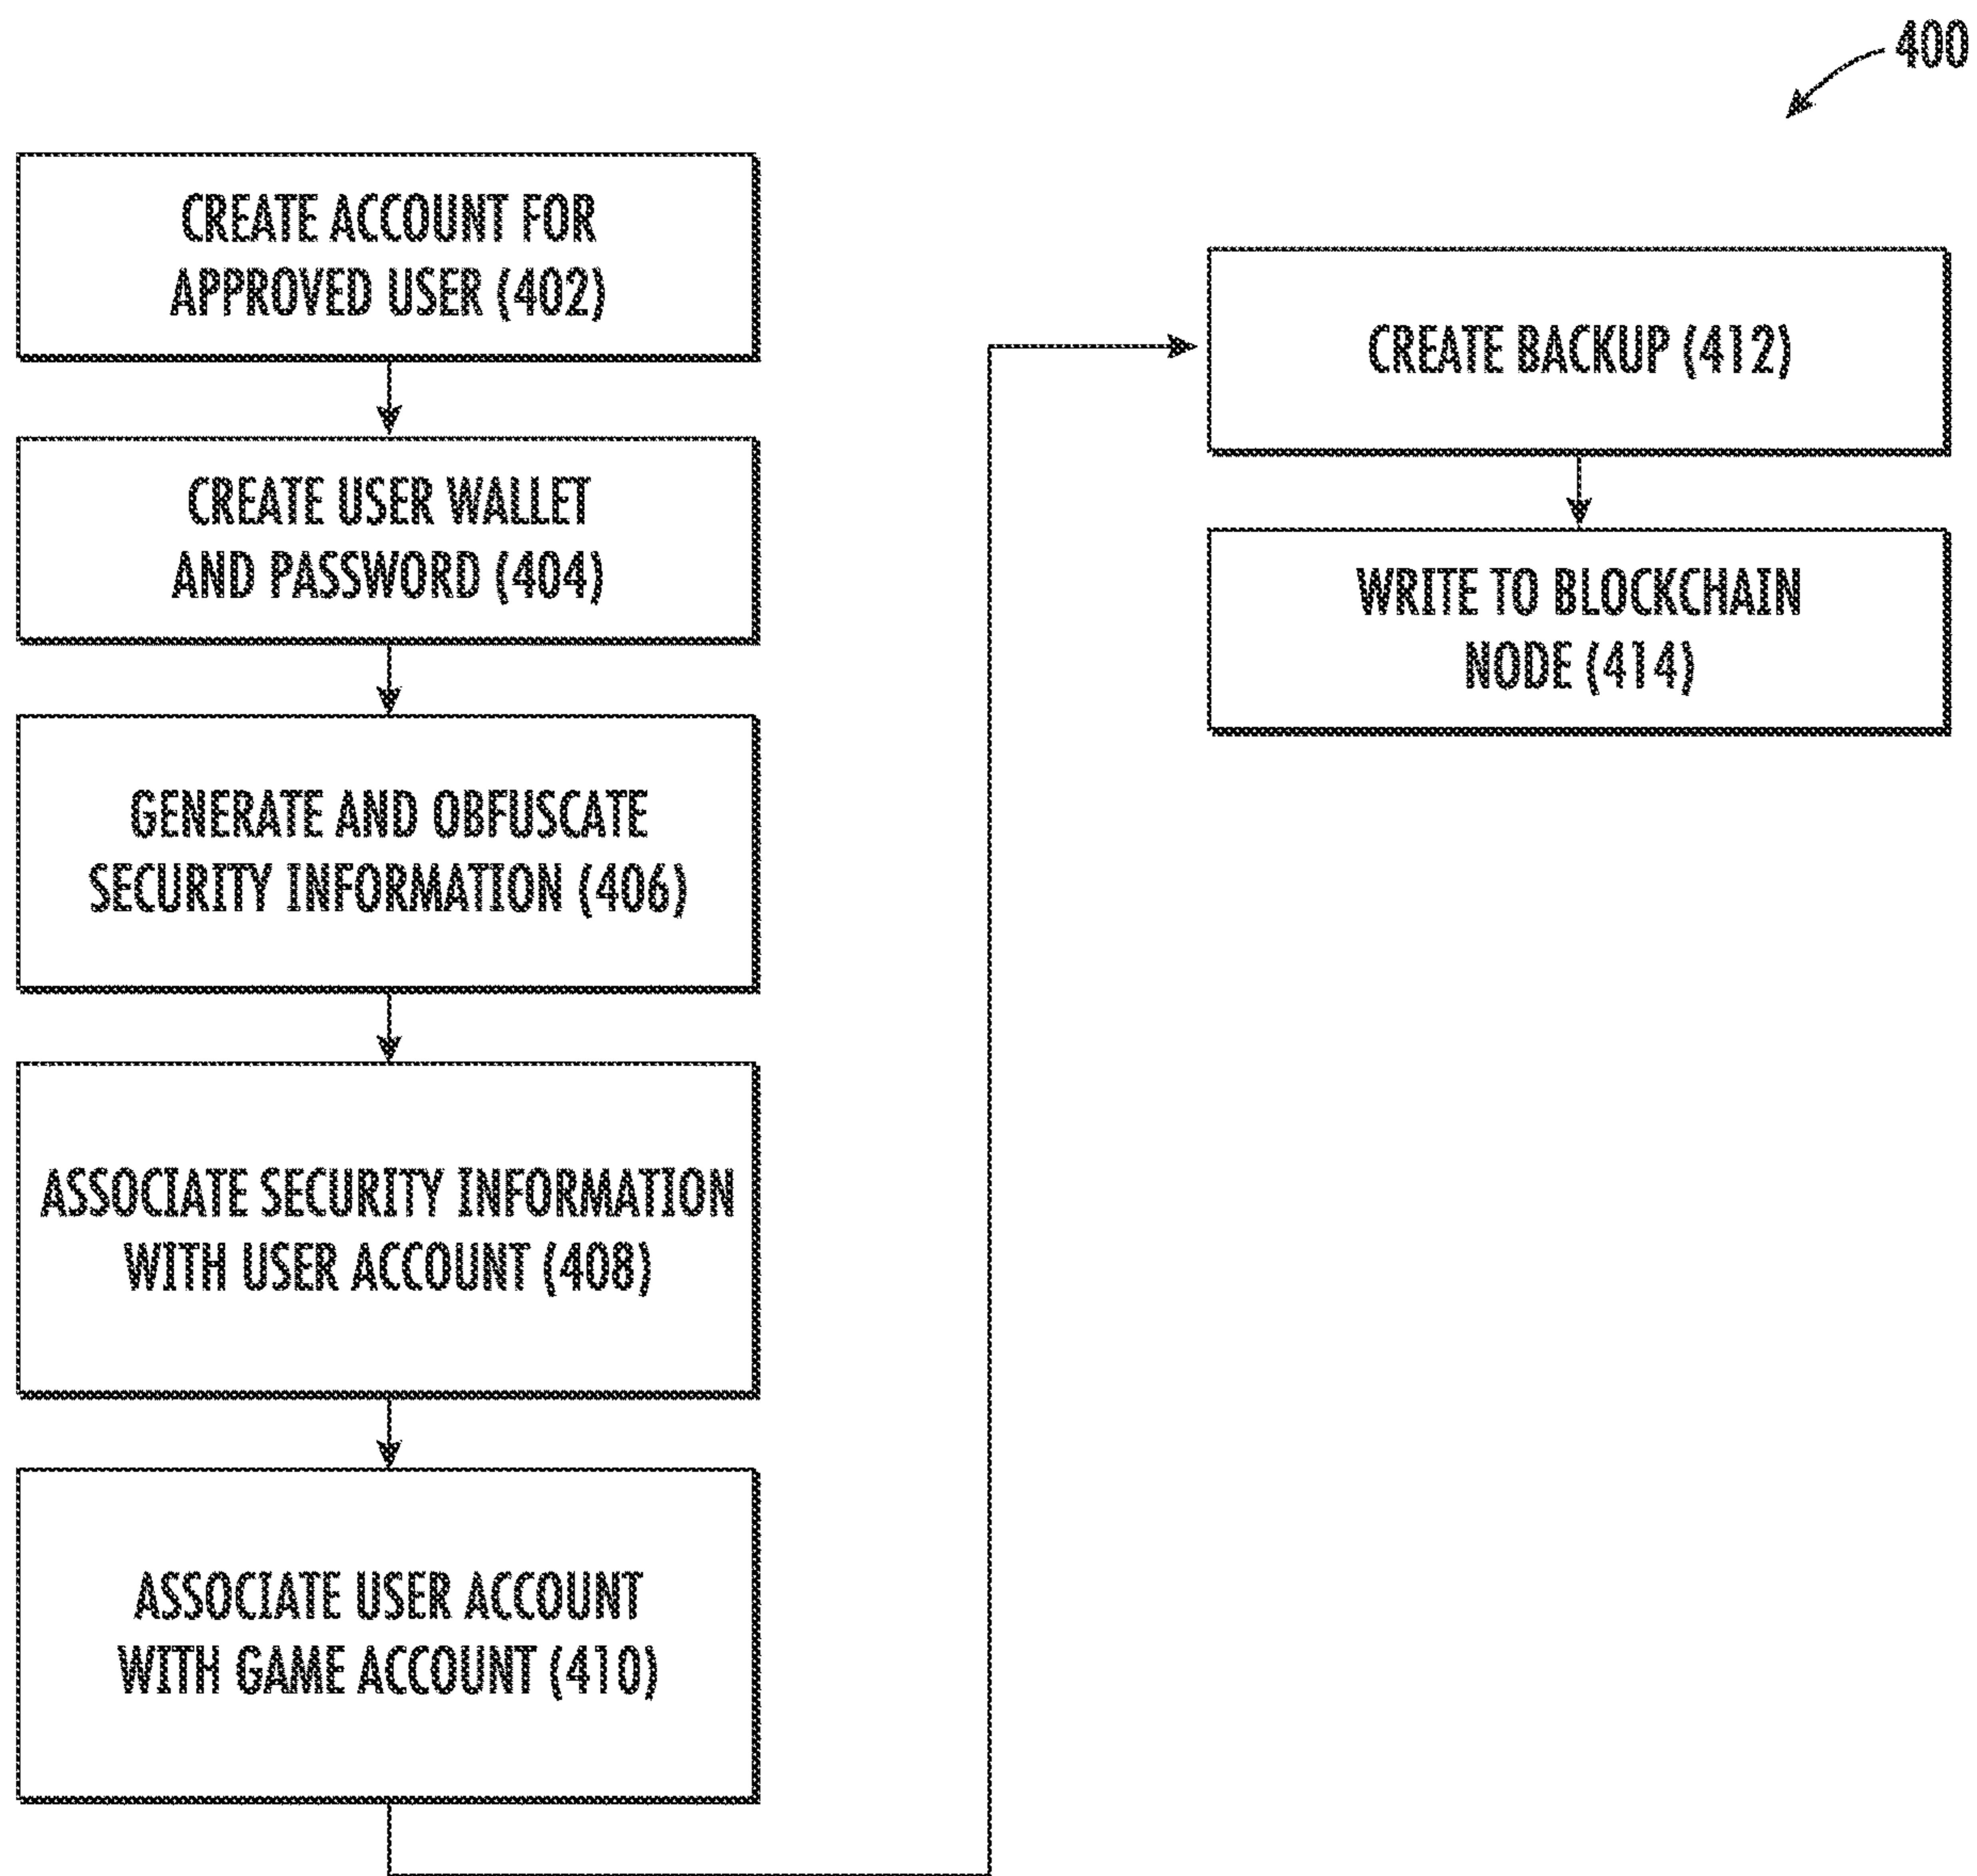 400
CREATE ACCOUNT FOR
APPROVED USER (402)
CREATE USER WALLET
AND PASSWORD (404)
GENERATE AND OBFUSCATE
SECURITY INFORMATION (406)
ASSOCIATE SECURITY INFORMATION
WITH USER ACCOUNT (408)
ASSOCIATE USER ACCOUNT
WITH GAME ACCOUNT (410)
CREATE BACKUP (412)
WRITE TO BLOCKCHAIN
NODE (414)